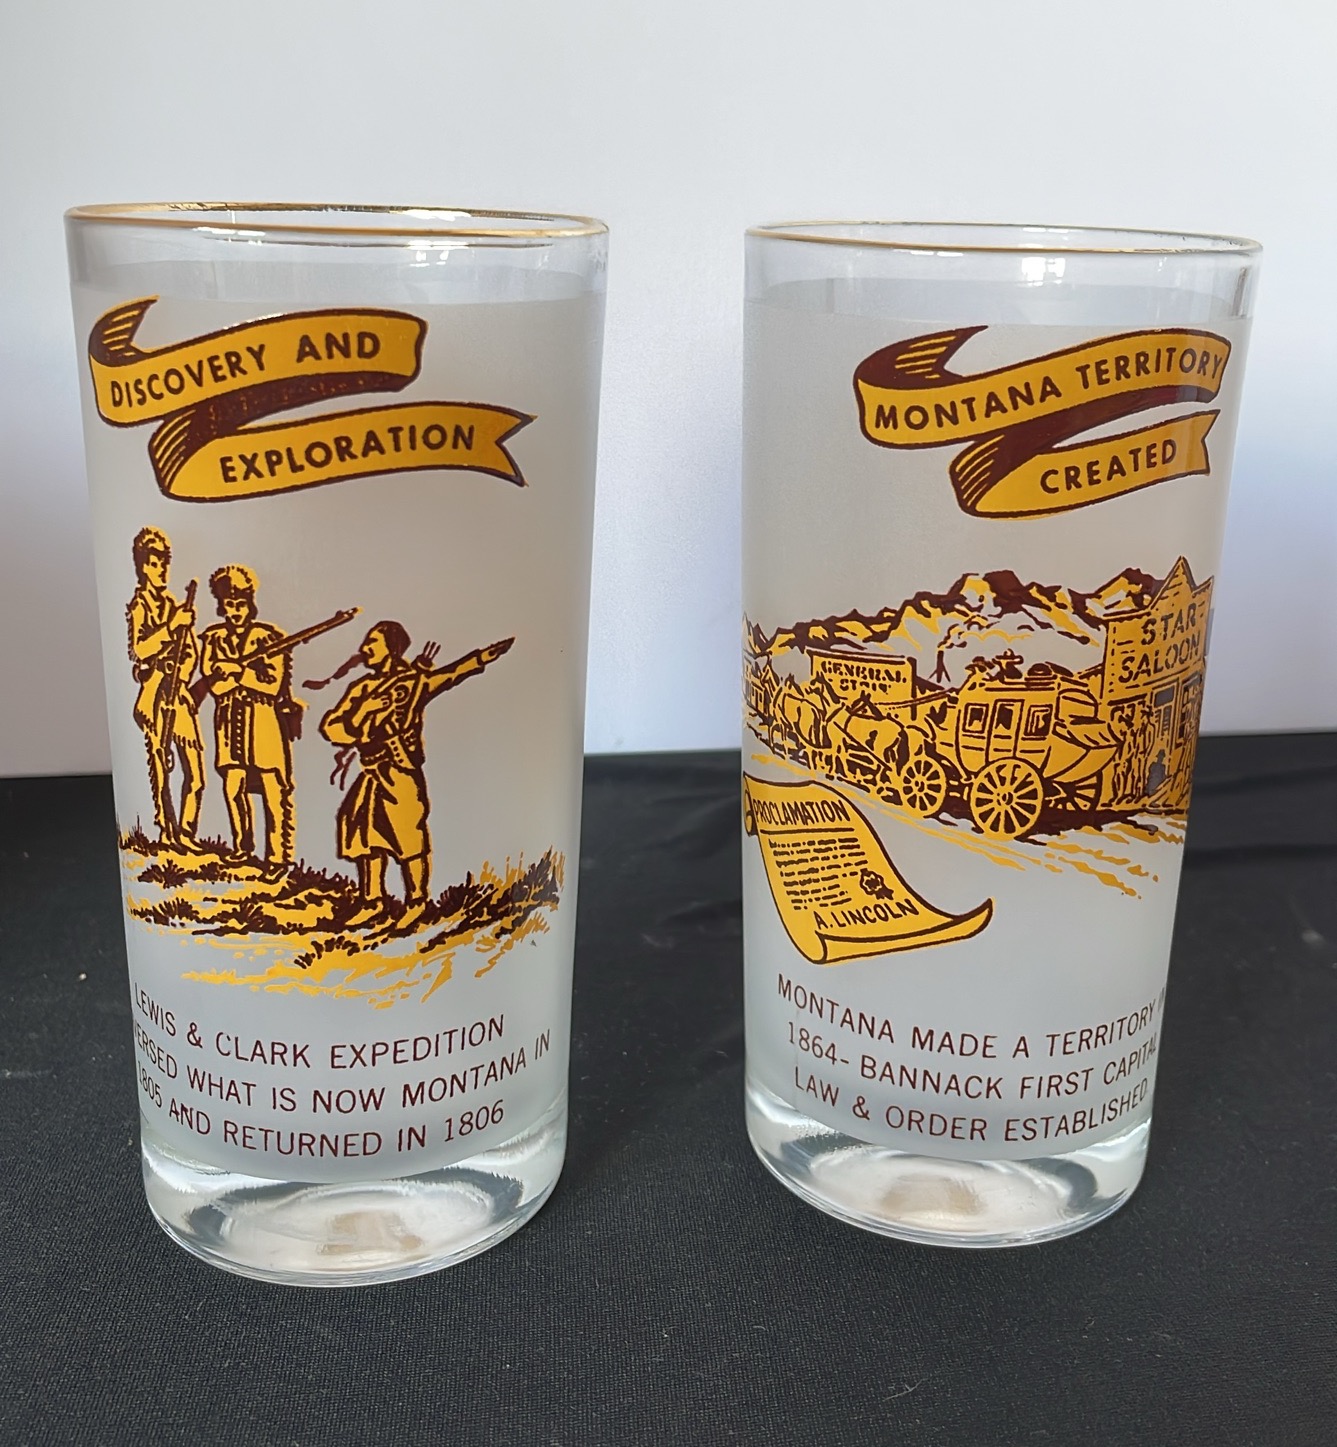 DISCOVERY AND
EXPLORATION
LEWIS & CLARK EXPEDITION
WHAT IS NOW MONTANA IN
1805 AND RETURNED IN 1806
MONTANA TERRITORY
CREATED
STAR
SALOON
GENERAL
PROCLAMATION
A. LINCOLN
MONTANA MADE A TERRITORY
1864- BANNACK FIRST CAPITAL
LAW & ORDER ESTABLISHED